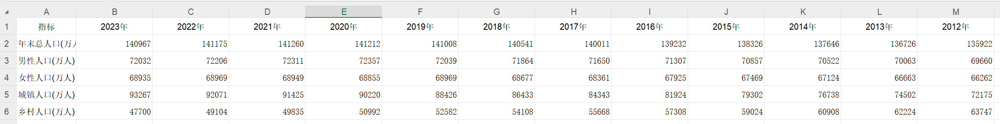 A B C D E F G H I J K L M
1 指标 2023年 2022年 2021年 2020年 2019年 2018年 2017年 2016年 2015年 2014年 2013年 2012年
2 年末总人口(万人 140967 141175 141260 141212 141008 140541 140011 139232 138326 137646 136726 135922
3 男性人口(万人) 72032 72206 72311 72357 72039 71864 71650 71307 70857 70522 70063 69660
4 女性人口(万人) 68935 68969 68949 68855 68969 68677 68361 67925 67469 67124 66663 66262
5 城镇人口(万人) 93267 92071 91425 90220 88426 86433 84343 81924 79302 76738 74502 72175
6 乡村人口(万人) 47700 49104 49835 50992 52582 54108 55668 57308 59024 60908 62224 63747